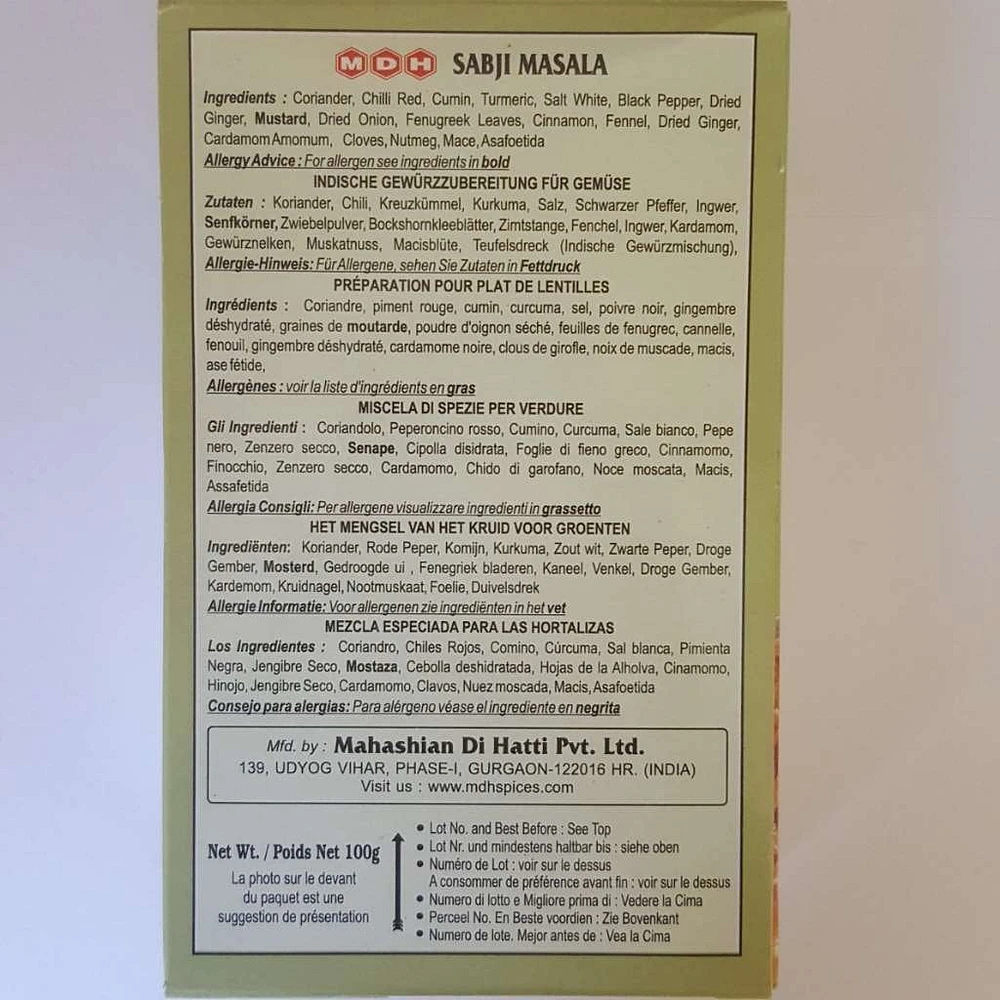 MDH SABJI MASALA
Ingredients : Coriander, Chilli Red, Cumin, Turmeric, Salt White, Black Pepper, Dried
Ginger, Mustard, Dried Onion, Fenugreek Leaves, Cinnamon, Fennel, Dried Ginger,
Cardamom Amomum, Cloves, Nutmeg, Mace, Asafoetida
Allergy Advice : For allergen see ingredients in bold
INDISCHE GEWÜRZZUBEREITUNG FÜR GEMÜSE
Zutaten : Koriander, Chili, Kreuzkümmel, Kurkuma, Salz, Schwarzer Pfeffer, Ingwer,
Senfkörner, Zwiebelpulver, Bockshornkleeblätter, Zimtstange, Fenchel, Ingwer, Kardamom,
Gewürznelken, Muskatnuss, Macisblüte, Teufelsdreck (Indische Gewürzmischung),
Allergie-Hinweis: Für Allergene, sehen Sie Zutaten in Fettdruck
PRÉPARATION POUR PLAT DE LENTILLES
Ingrédients : Coriandre, piment rouge, cumin, curcuma, sel, poivre noir, gingembre
déshydraté, graines de moutarde, poudre d'oignon séché, feuilles de fenugrec, cannelle,
fenouil, gingembre déshydraté, cardamome noire, clous de girofle, noix de muscade, macis,
ase fétide,
Allergènes : voir la liste d'ingrédients en gras
MISCELA DI SPEZIE PER VERDURE
Gli Ingredienti : Coriandolo, Peperoncino rosso, Cumino, Curcuma, Sale bianco, Pepe
nero, Zenzero secco, Senape, Cipolla disidrata, Foglie di fieno greco, Cinnamomo,
Finocchio, Zenzero secco, Cardamomo, Chido di garofano, Noce moscata, Macis,
Assafetida
Allergia Consigli: Per allergene visualizzare ingredienti in grassetto
HET MENGSEL VAN HET KRUID VOOR GROENTEN
Ingrediënten: Koriander, Rode Peper, Komijn, Kurkuma, Zout wit, Zwarte Peper, Droge
Gember, Mosterd, Gedroogde ui , Fenegriek bladeren, Kaneel, Venkel, Droge Gember,
Kardemom, Kruidnagel, Nootmuskaat, Foelie, Duivelsdrek
Allergie Informatie: Voor allergenen zie ingrediënten in het vet
MEZCLA ESPECIADA PARA LAS HORTALIZAS
Los Ingredientes : Coriandro, Chiles Rojos, Comino, Cúrcuma, Sal blanca, Pimienta
Negra, Jengibre Seco, Mostaza, Cebolla deshidratada, Hojas de la Alholva, Cinamomo,
Hinojo, Jengibre Seco, Cardamomo, Clavos, Nuez moscada, Macis, Asafoetida
Consejo para alergias: Para alérgeno véase el ingrediente en negrita
Mfd. by : Mahashian Di Hatti Pvt. Ltd.
139, UDYOG VIHAR, PHASE-I, GURGAON-122016 HR. (INDIA)
Visit us : www.mdhspices.com
Net Wt. / Poids Net 100g
La photo sur le devant
du paquet est une
suggestion de présentation
• Lot No. and Best Before : See Top
• Lot Nr. und mindestens haltbar bis : siehe oben
• Numéro de Lot : voir sur le dessus
A consommer de préférence avant fin : voir sur le dessus
• Numero di lotto e Migliore prima di : Vedere la Cima
• Perceel No. En Beste voordien : Zie Bovenkant
• Numero de lote. Mejor antes de : Vea la Cima